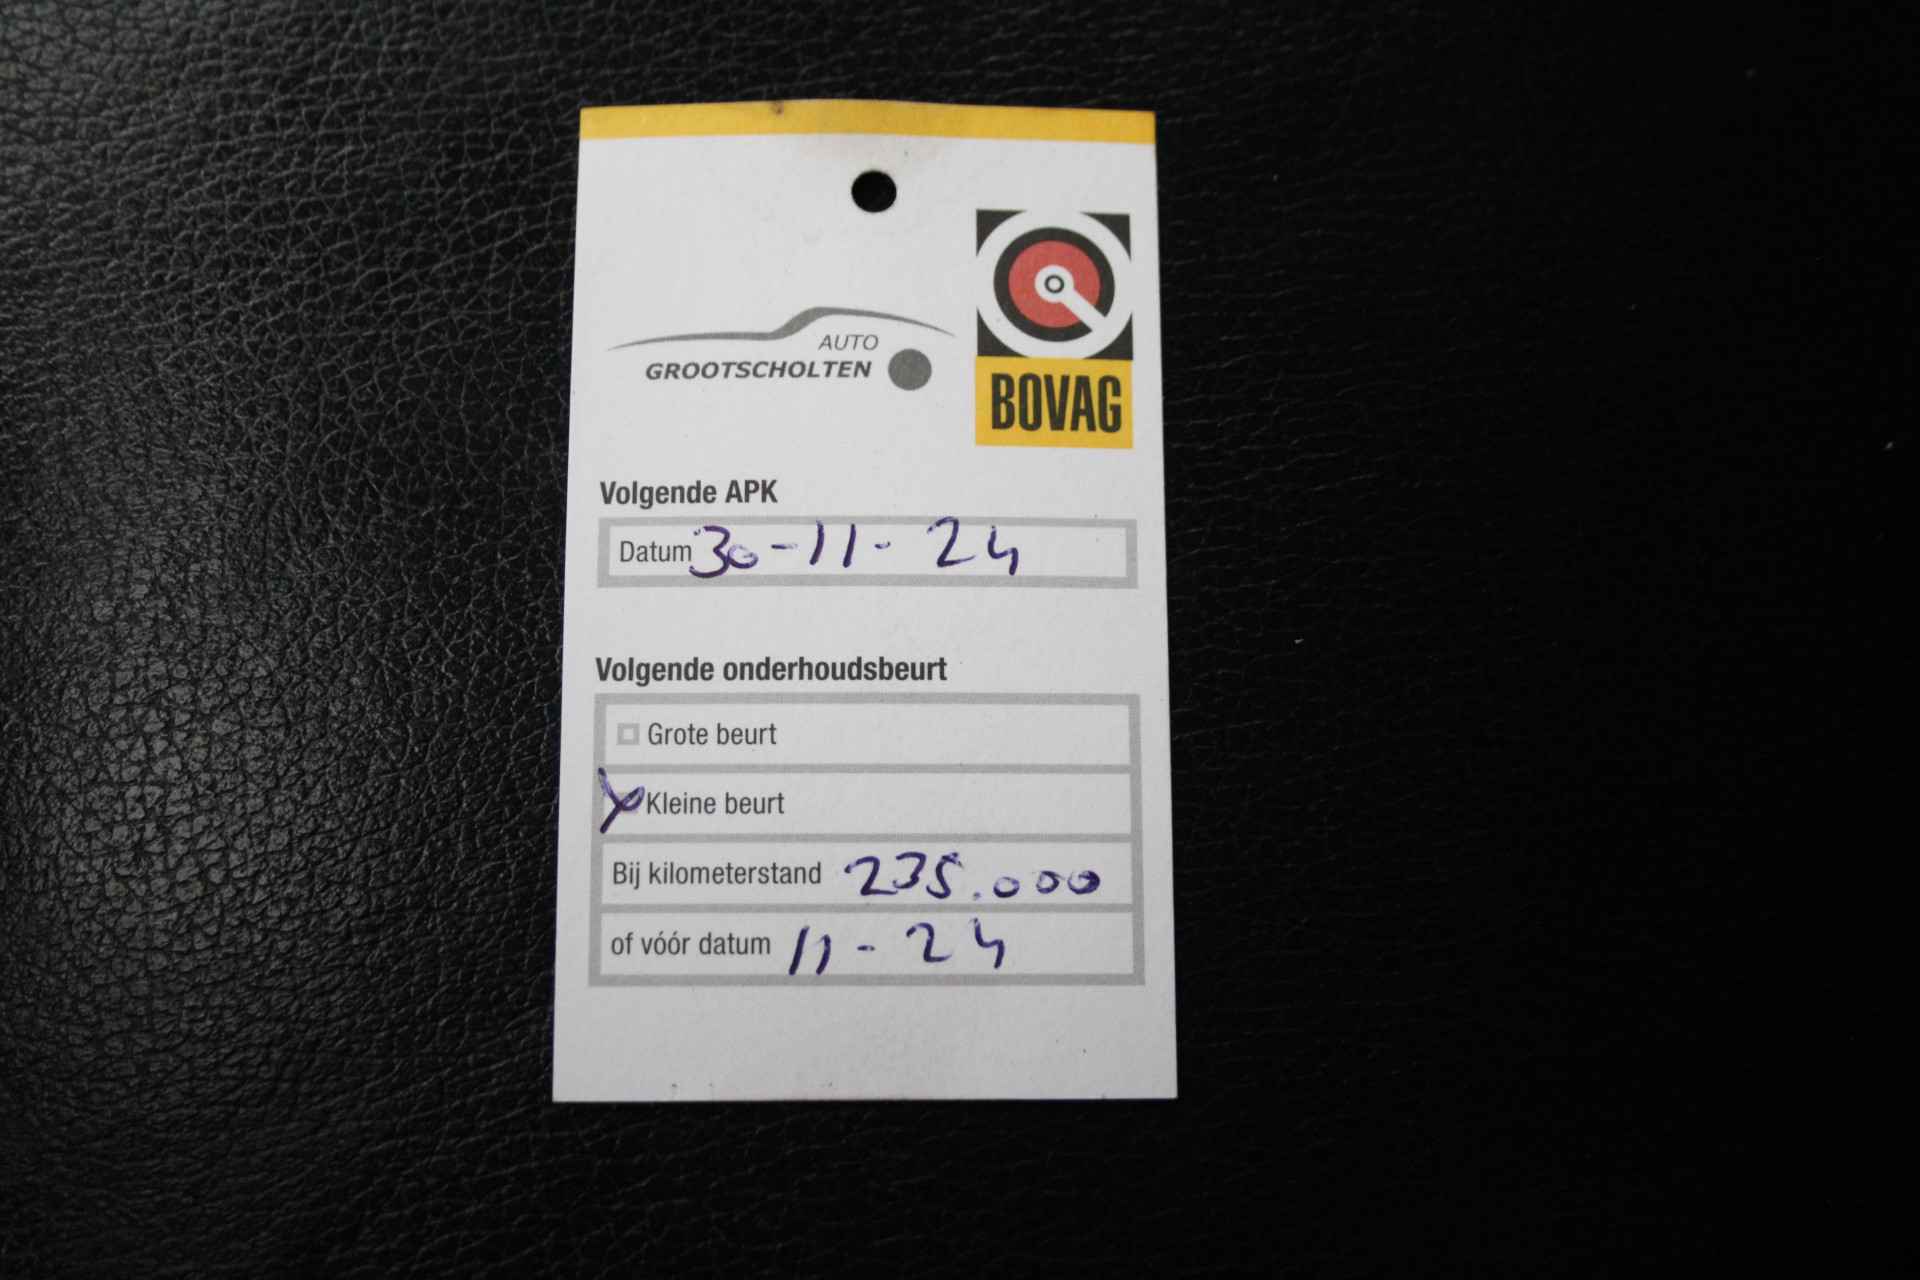 AUTO
GROOTSCHOLTEN
BOVAG
Volgende APK
Datum 30-11-24
Volgende onderhoudsbeurt
Grote beurt
Kleine beurt
Bij kilometerstand 235.000
of vóór datum 11-24